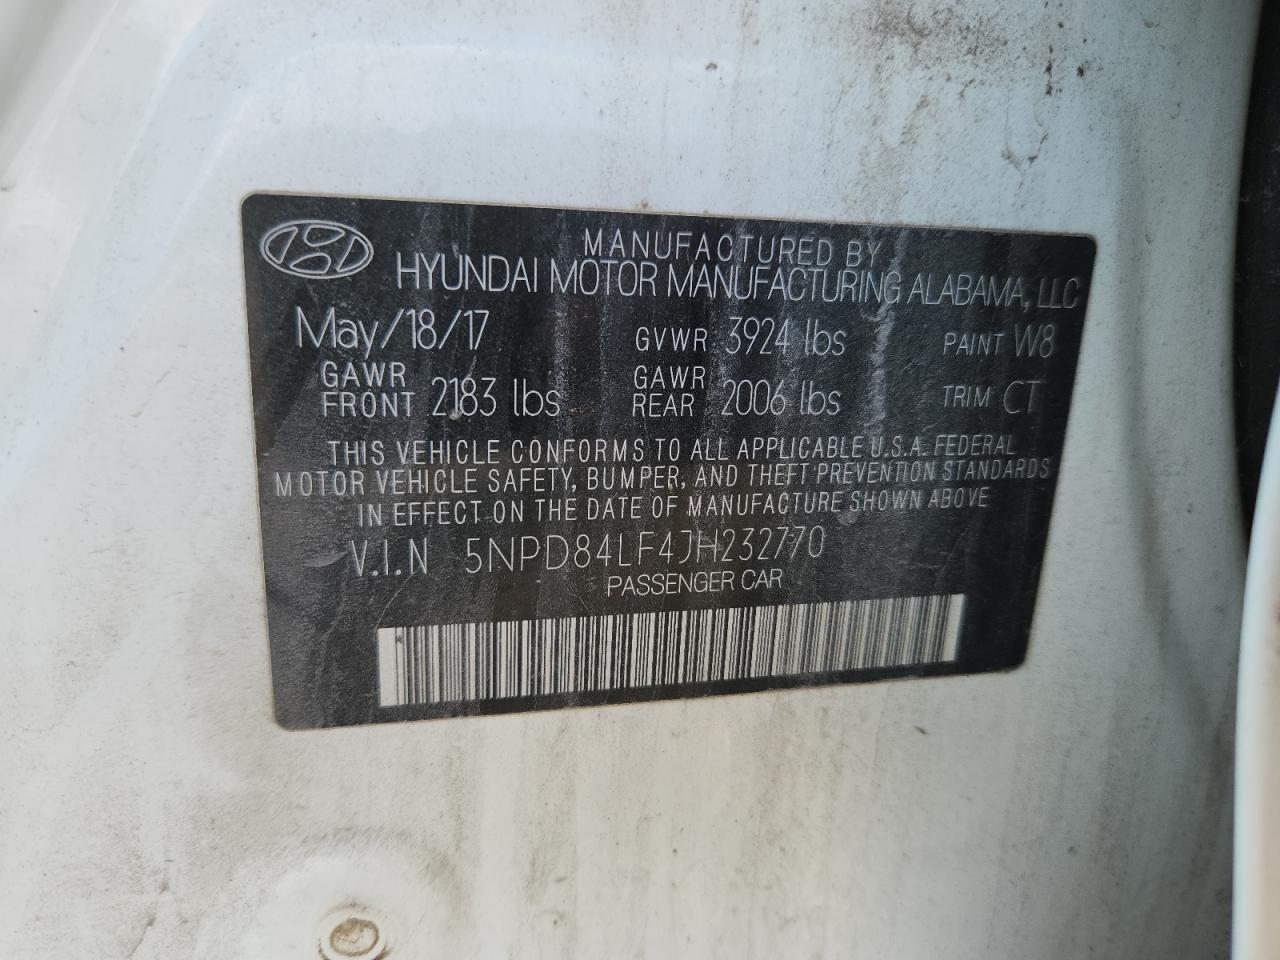 MANUFACTURED BY
HYUNDAI MOTOR MANUFACTURING ALABAMA, LLC
May/18/17 GVWR 3924 lbs PAINT W8
GAWR FRONT 2183 lbs GAWR REAR 2006 lbs TRIM CT
THIS VEHICLE CONFORMS TO ALL APPLICABLE U.S.A. FEDERAL
MOTOR VEHICLE SAFETY, BUMPER, AND THEFT PREVENTION STANDARDS
IN EFFECT ON THE DATE OF MANUFACTURE SHOWN ABOVE
V.I.N 5NPD84LF4JH232770
PASSENGER CAR